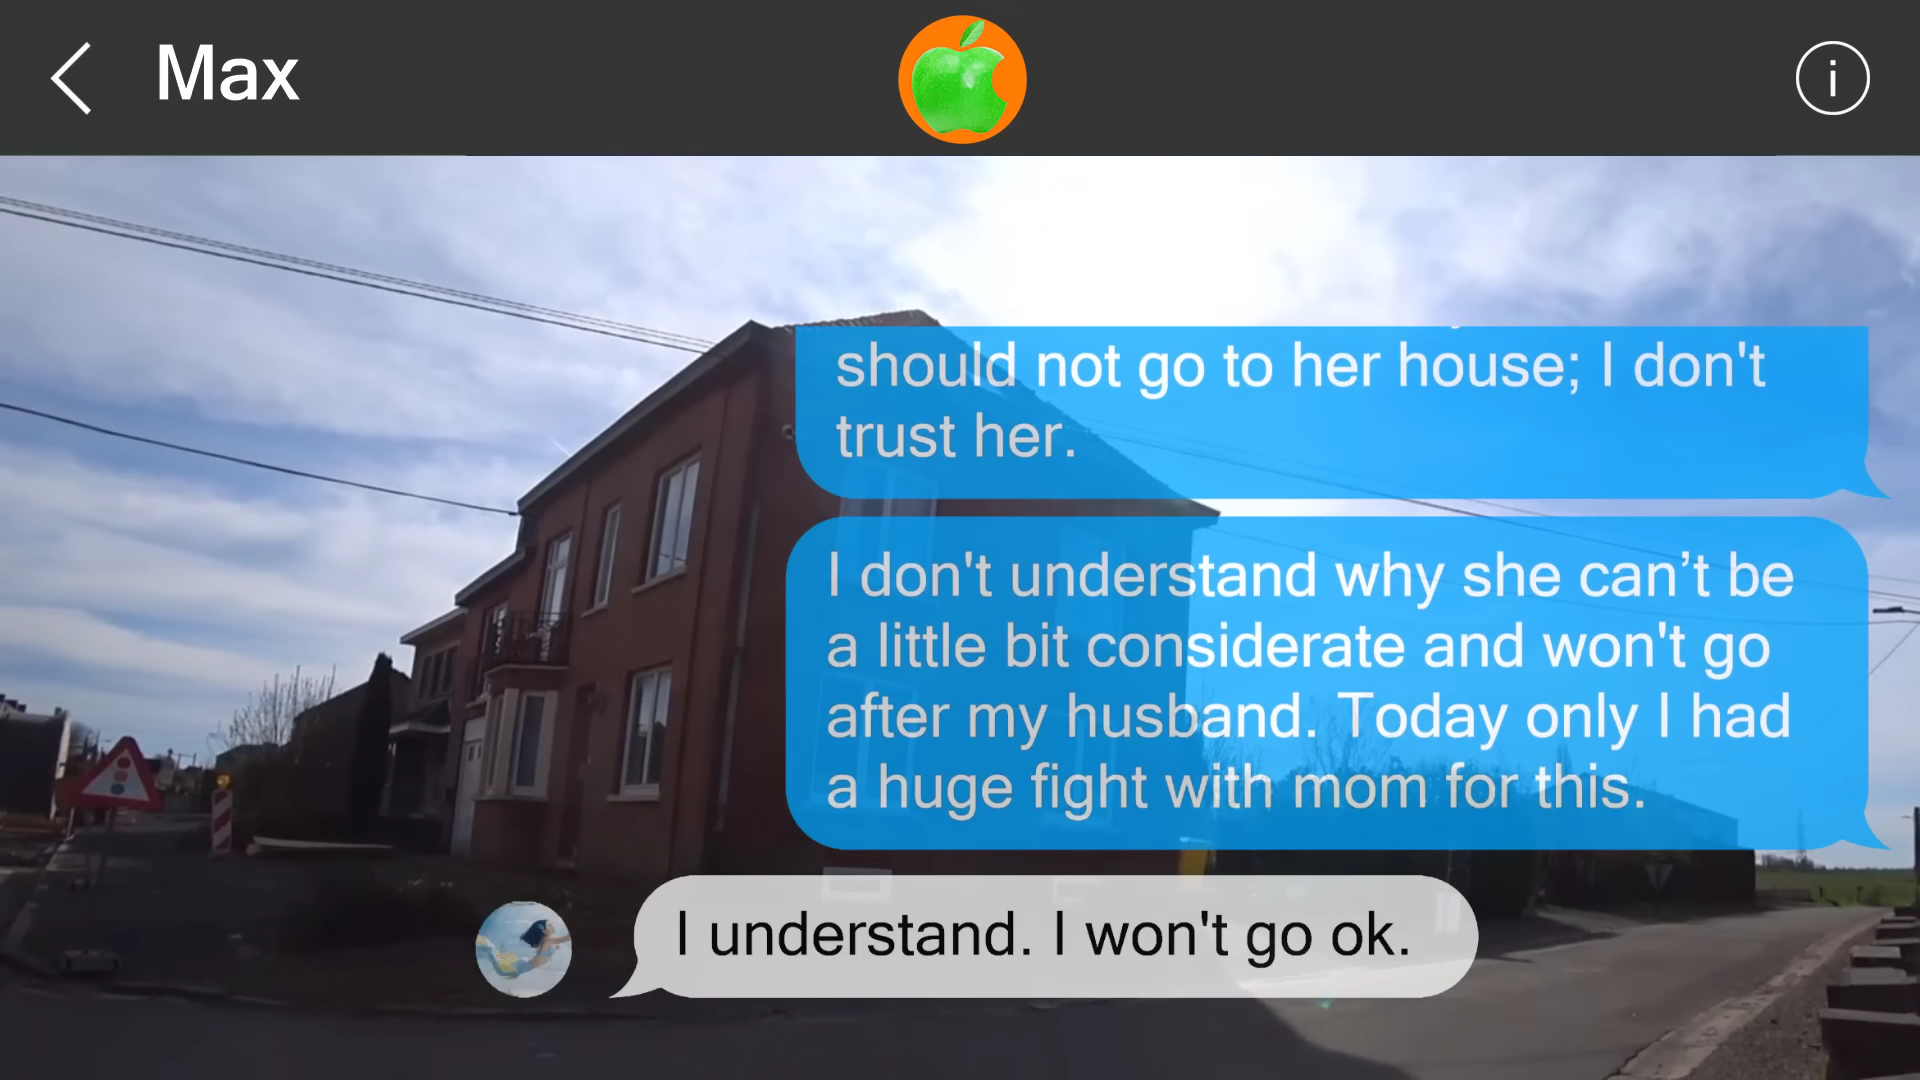 Max
i
should not go to her house; I don't
trust her.
I don't understand why she can’t be
a little bit considerate and won't go
after my husband. Today only I had
a huge fight with mom for this.
I understand. I won't go ok.